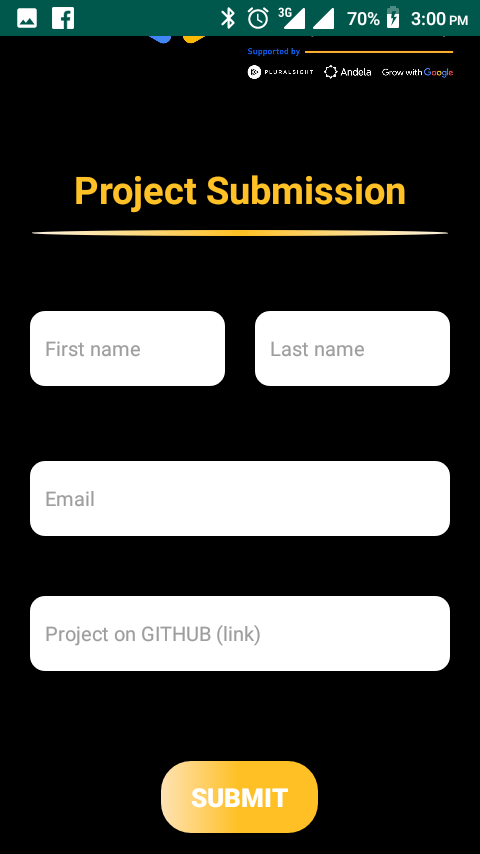 3G 70% 3:00 PM
Supported by
PLURALSIGHT Andela Grow with Google
Project Submission
First name Last name
Email
Project on GITHUB (link)
SUBMIT